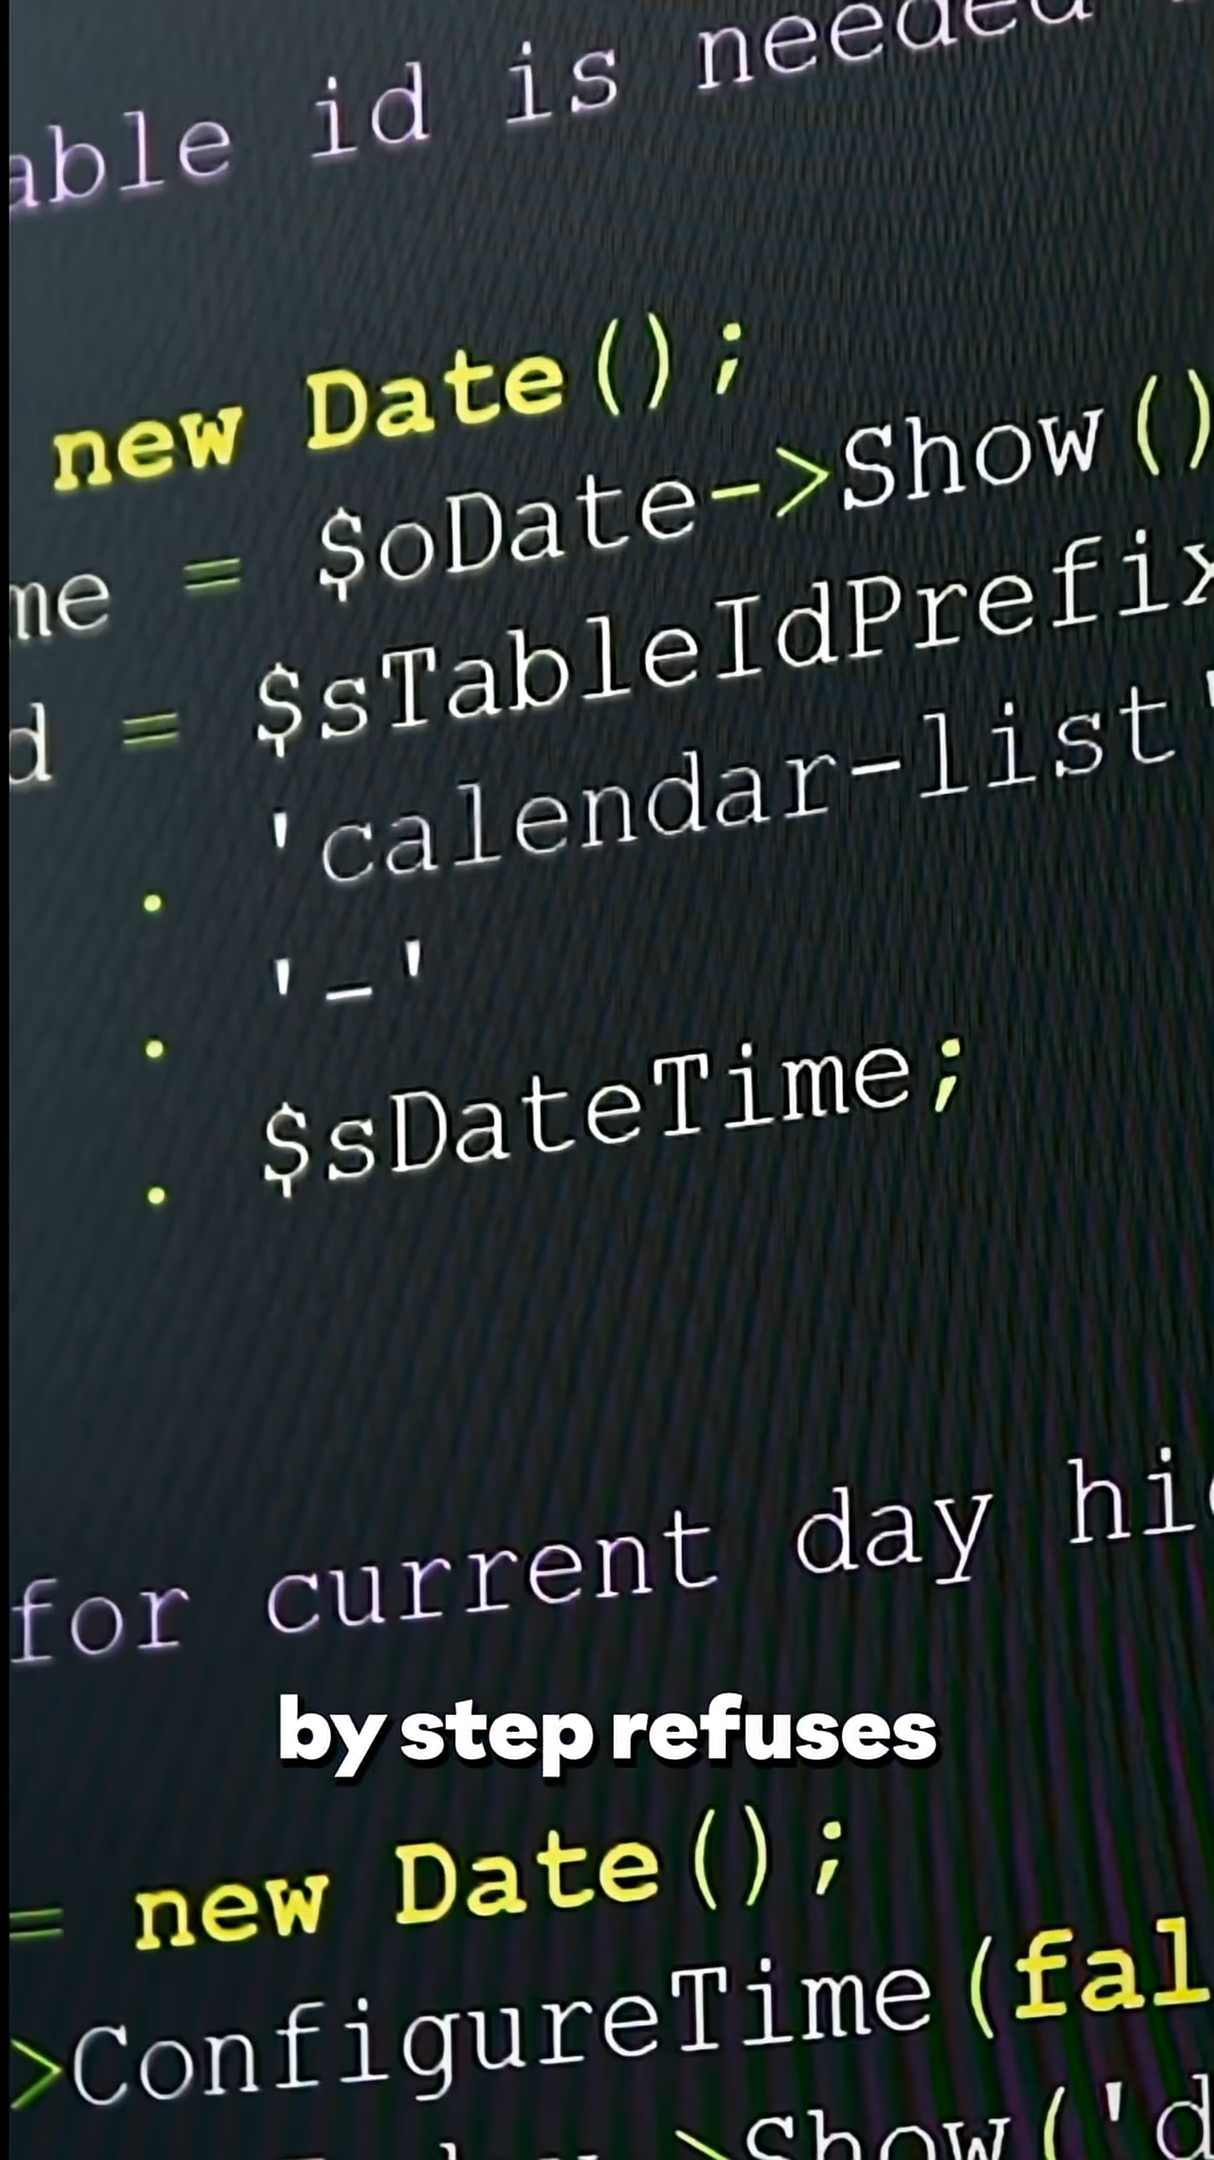 able id is needed
new Date();
me = $oDate->Show()
d = $sTableIdPrefix
. 'calendar-list'
. '-'
. $sDateTime;
for current day hi
by step refuses
= new Date();
>ConfigureTime(fal
>Show('d